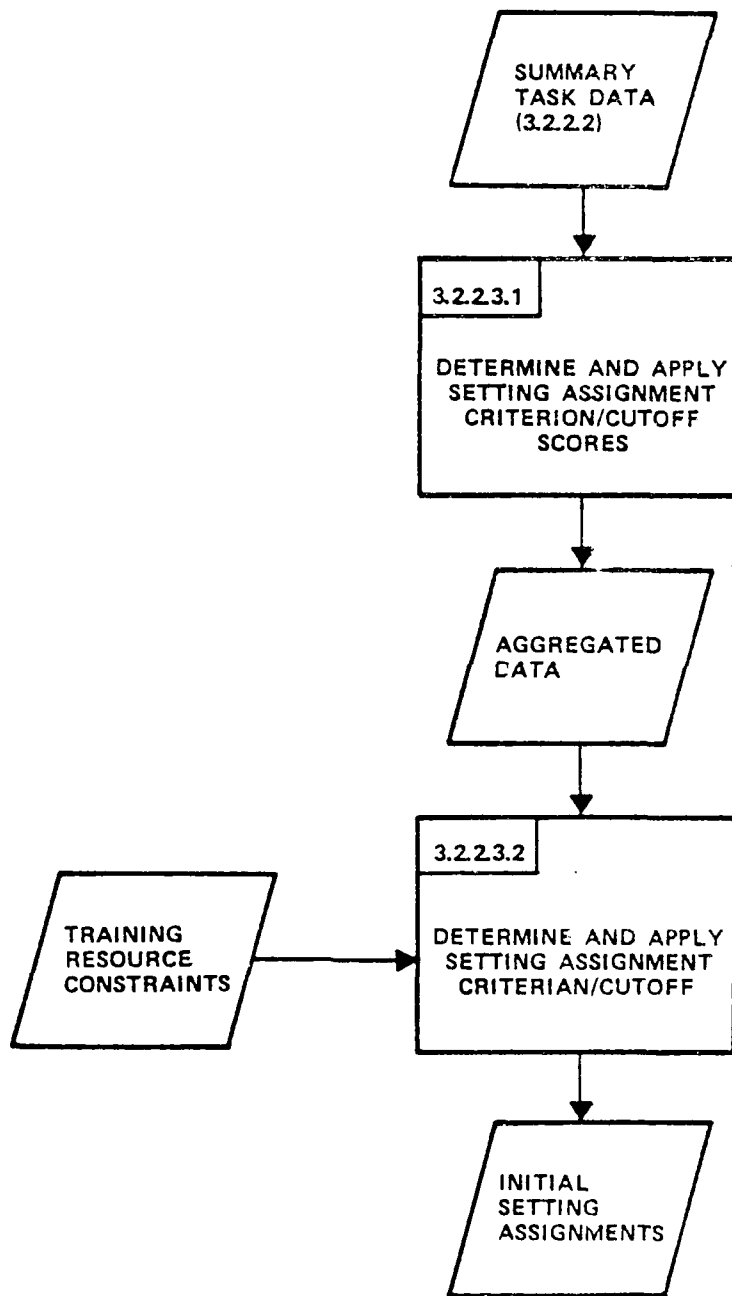 SUMMARY
TASK DATA
(3.2.2.2)
3.2.2.3.1
DETERMINE AND APPLY
SETTING ASSIGNMENT
CRITERION/CUTOFF
SCORES
AGGREGATED
DATA
3.2.2.3.2
TRAINING
RESOURCE
CONSTRAINTS
DETERMINE AND APPLY
SETTING ASSIGNMENT
CRITERIAN/CUTOFF
INITIAL
SETTING
ASSIGNMENTS